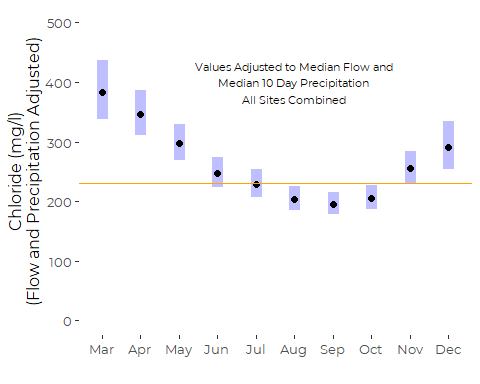 Chloride (mg/l)
(Flow and Precipitation Adjusted)
500
400
300
200
100
0
Values Adjusted to Median Flow and
Median 10 Day Precipitation
All Sites Combined
Mar Apr May Jun Jul Aug Sep Oct Nov Dec